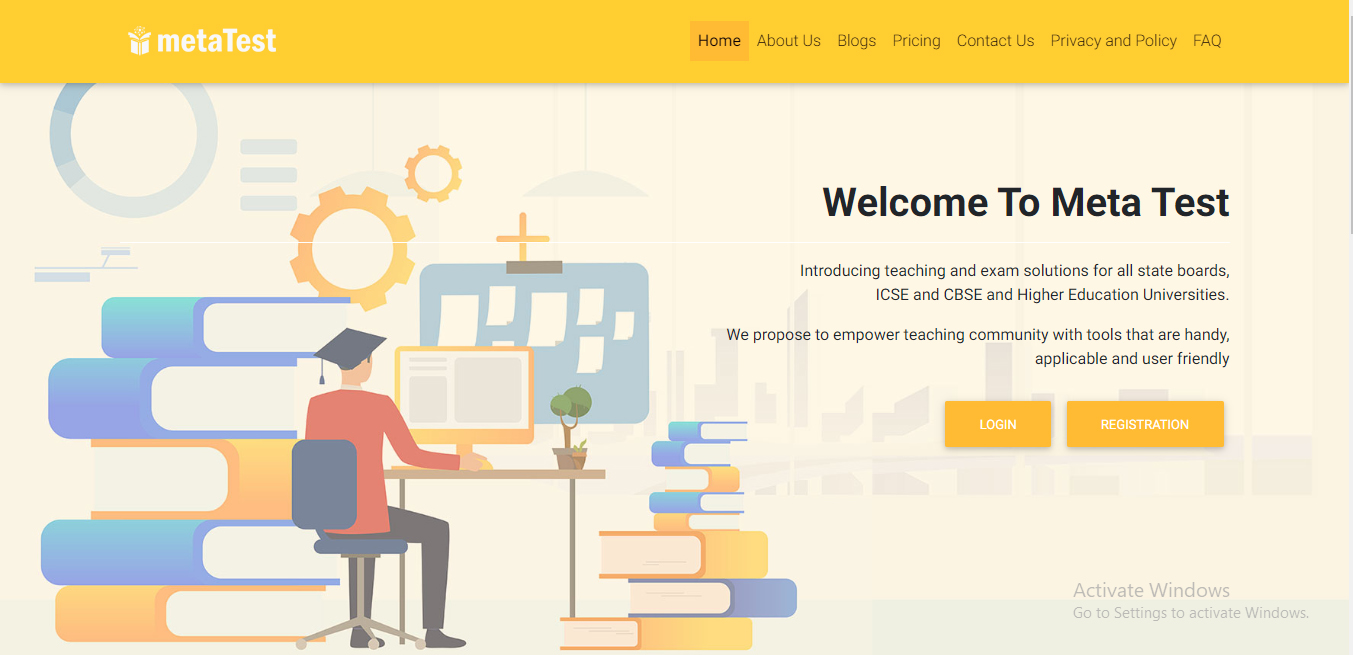 metaTest
Home About Us Blogs Pricing Contact Us Privacy and Policy FAQ
Welcome To Meta Test
Introducing teaching and exam solutions for all state boards,
ICSE and CBSE and Higher Education Universities.
We propose to empower teaching community with tools that are handy,
applicable and user friendly
LOGIN REGISTRATION
Activate Windows
Go to Settings to activate Windows.